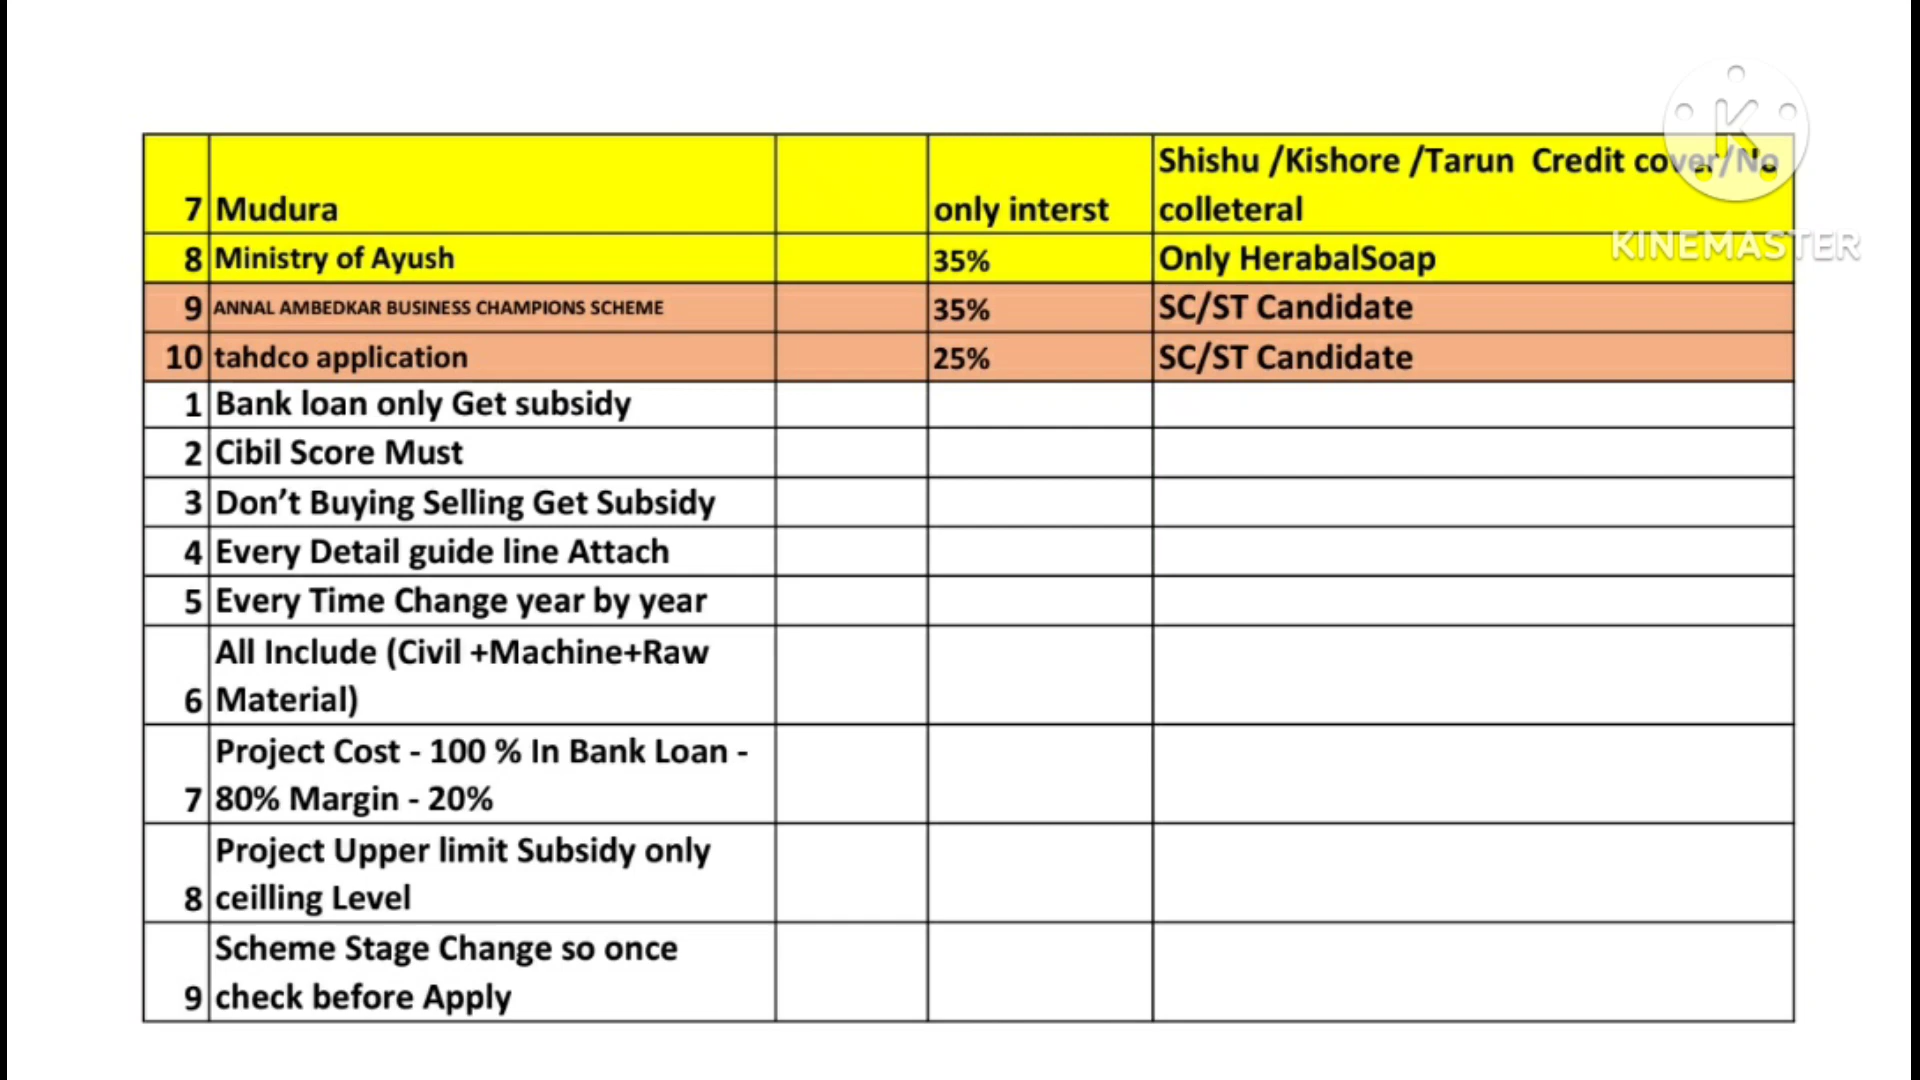 Shishu /Kishore /Tarun Credit cover/No
7 Mudura only interst colleteral
8 Ministry of Ayush 35% Only HerabalSoap
9 ANNAL AMBEDKAR BUSINESS CHAMPIONS SCHEME 35% SC/ST Candidate
10 tahdco application 25% SC/ST Candidate
1 Bank loan only Get subsidy
2 Cibil Score Must
3 Don’t Buying Selling Get Subsidy
4 Every Detail guide line Attach
5 Every Time Change year by year
All Include (Civil +Machine+Raw
6 Material)
Project Cost - 100 % In Bank Loan -
7 80% Margin - 20%
Project Upper limit Subsidy only
8 ceilling Level
Scheme Stage Change so once
9 check before Apply
K
KINEMASTER